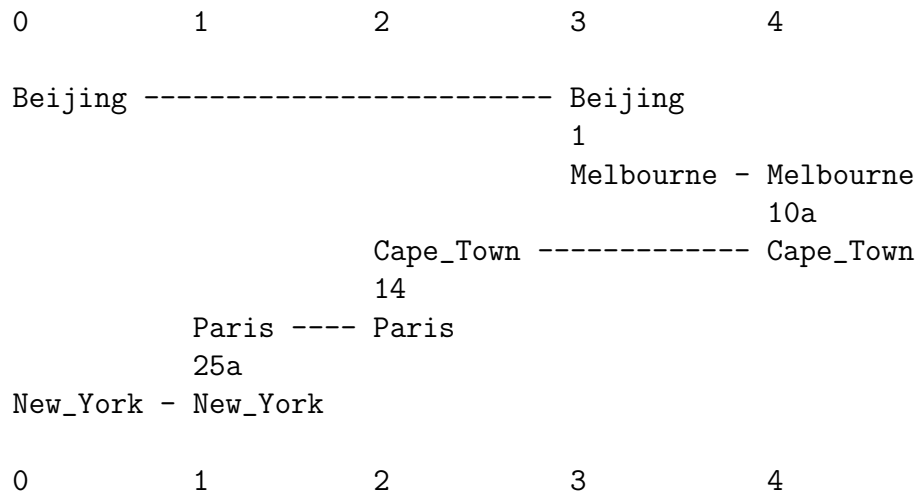 0 1 2 3 4
Beijing ------------------------- Beijing
1
Melbourne - Melbourne
10a
Cape_Town ------------- Cape_Town
14
Paris ---- Paris
25a
New_York - New_York
0 1 2 3 4